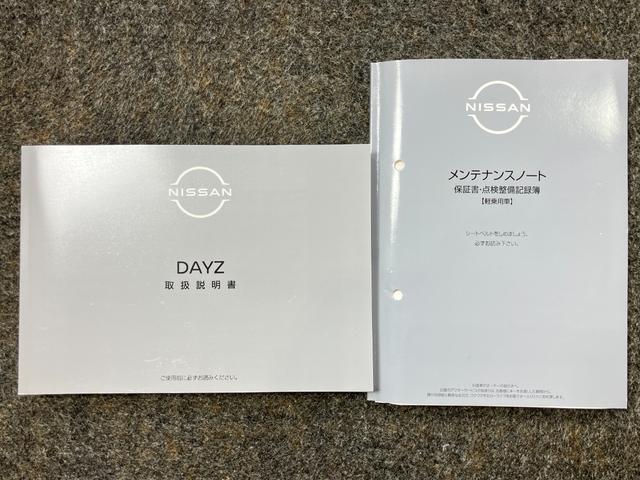 NISSAN
DAYZ
取扱説明書
ご使用前に必ずお読みください。
NISSAN
メンテナンスノート
保証書・点検整備記録簿
【軽乗用車】
シートベルトをしめましょう。
必ずお読み下さい。